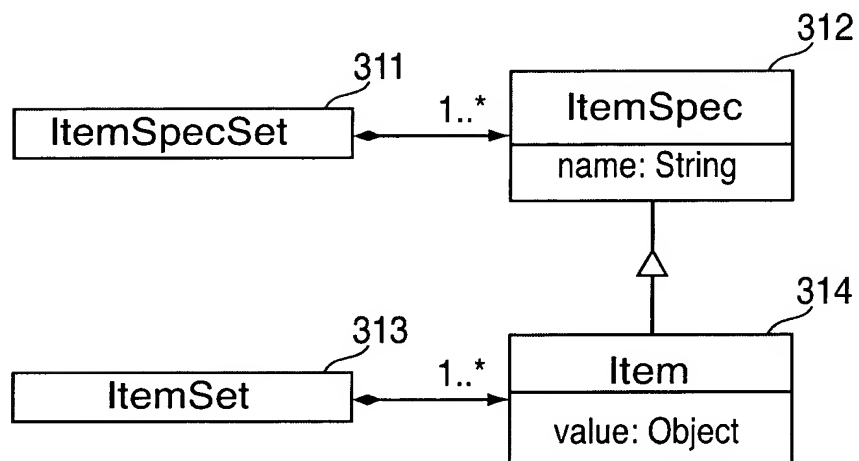 312
311
ItemSpecSet
1..*
ItemSpec
name: String
314
313
ItemSet
1..*
Item
value: Object